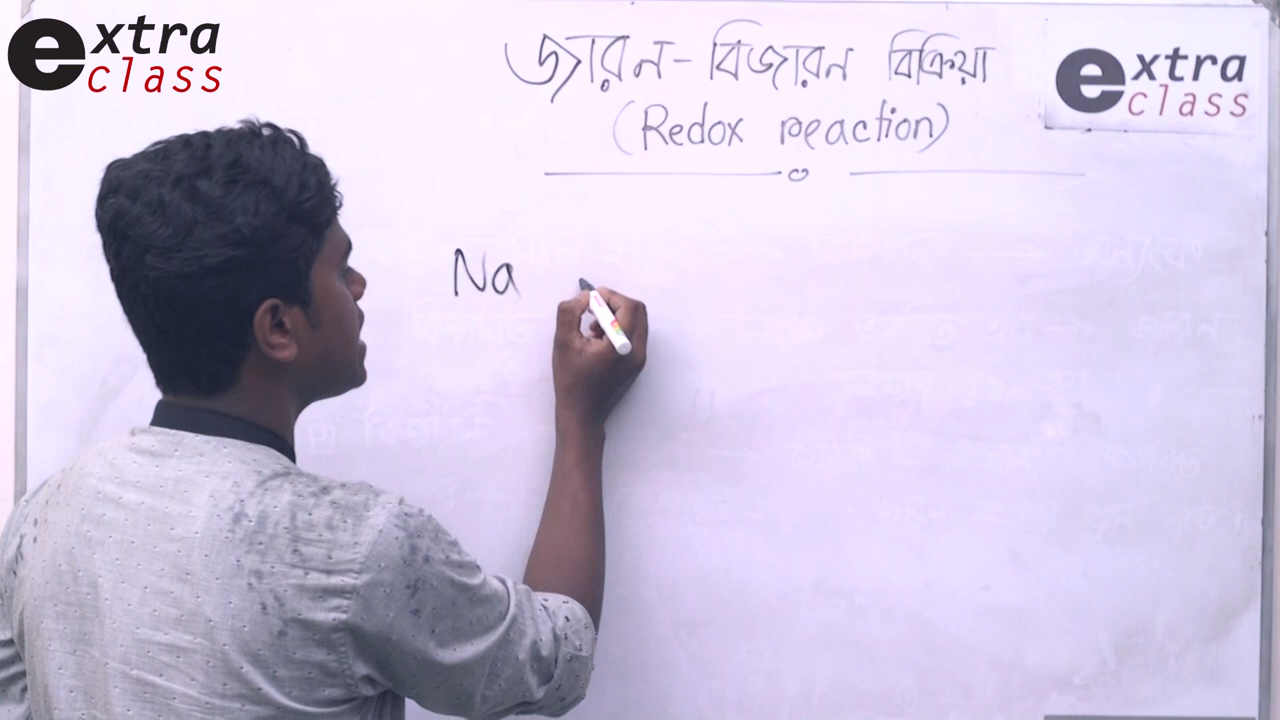 extra
class
জারন-বিজারন বিক্রিয়া
(Redox reaction)
extra
class
Na